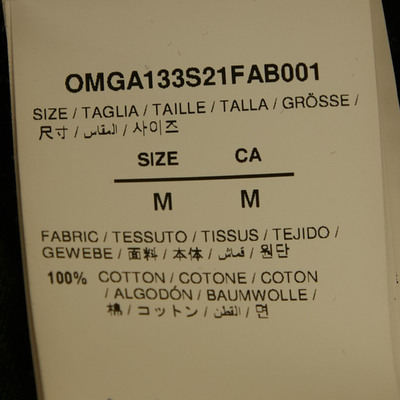 OMGA133S21FAB001
SIZE / TAGLIA / TAILLE / TALLA / GRÖSSE /
尺寸 / المقاس / 사이즈
SIZE CA
M M
FABRIC / TESSUTO / TISSUS / TEJIDO /
GEWEBE / 面料 / 本体 / قماش / 원단
100% COTTON / COTONE / COTON
/ ALGODÓN / BAUMWOLLE /
棉 / コットン / القطن / 면